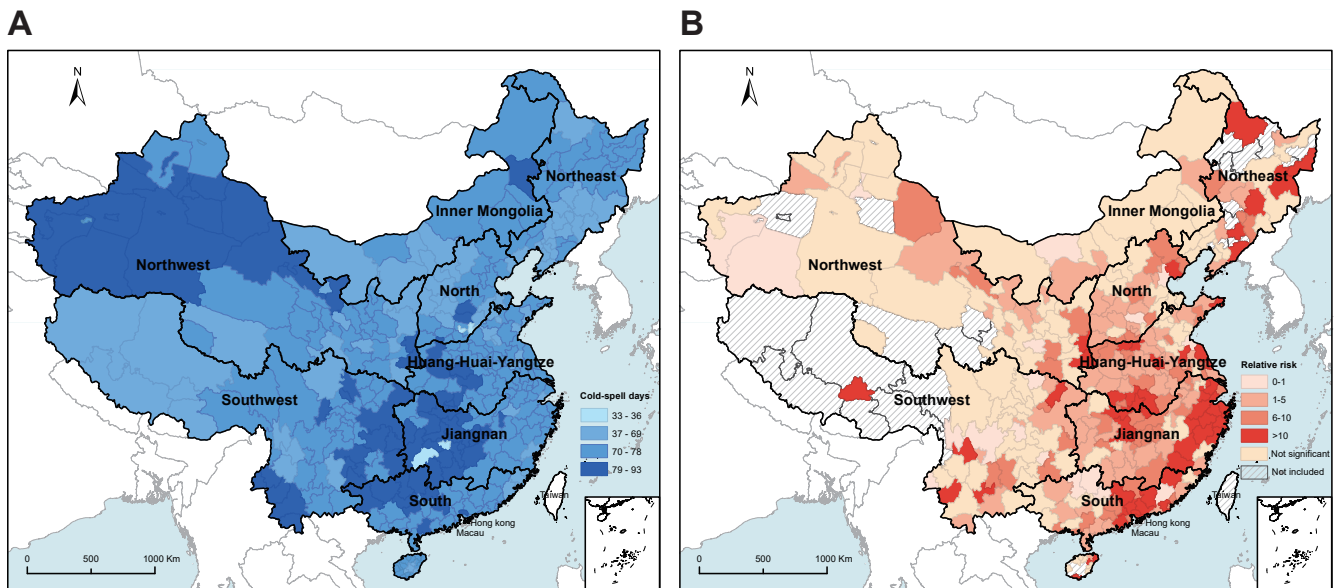 A
N
Northeast
Inner Mongolia
Northwest
North
Huang-Huai-Yangtze
Southwest
Jiangnan
South
Taiwan
Hong kong
Macau
Cold-spell days
33 - 36
37 - 69
70 - 78
79 - 93
0 500 1000 Km
B
N
Northeast
Inner Mongolia
Northwest
North
Huang-Huai-Yangtze
Southwest
Jiangnan
South
Taiwan
Hong kong
Macau
Relative risk
0-1
1-5
6-10
>10
Not significant
Not included
0 500 1000 Km